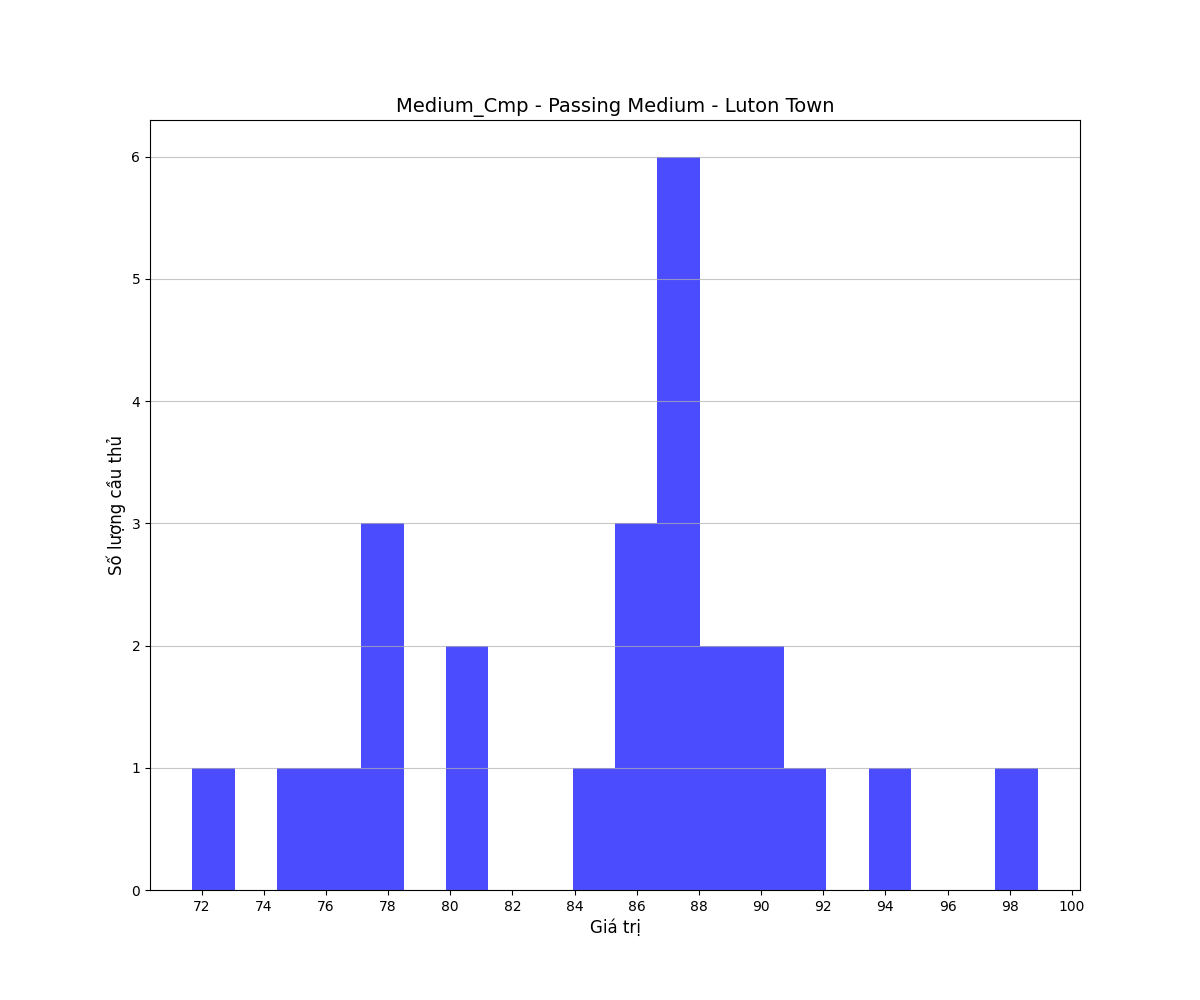 Medium_Cmp - Passing Medium - Luton Town
6
5
4
3
2
1
0
Số lượng cầu thủ
72 74 76 78 80 82 84 86 88 90 92 94 96 98 100
Giá trị